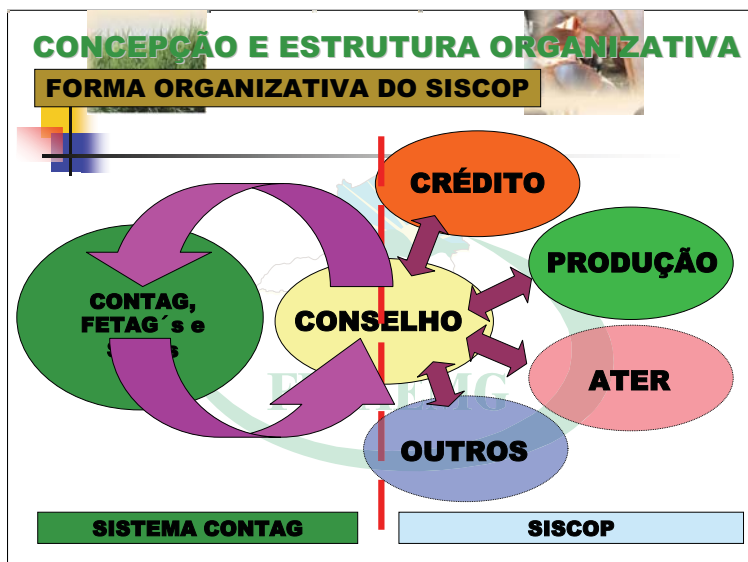 CONCEPÇÃO E ESTRUTURA ORGANIZATIVA
FORMA ORGANIZATIVA DO SISCOP
CRÉDITO
PRODUÇÃO
CONTAG,
FETAG´s e
CONSELHO
ATER
OUTROS
SISTEMA CONTAG
SISCOP